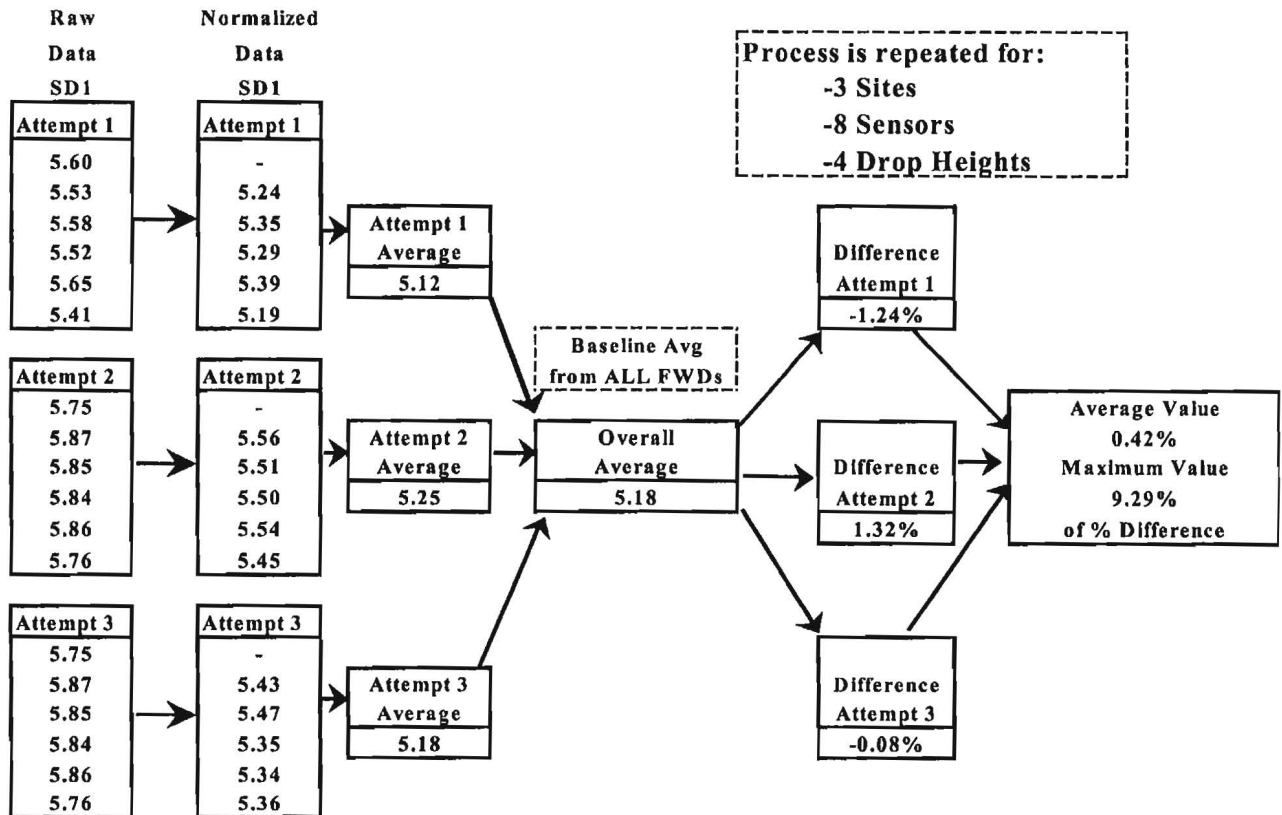 Raw
Data
SD1
Normalized
Data
SD1
Process is repeated for:
-3 Sites
-8 Sensors
-4 Drop Heights
Attempt 1
5.60
5.53
5.58
5.52
5.65
5.41
Attempt 1
-
5.24
5.35
5.29
5.39
5.19
Attempt 1
Average
5.12
Attempt 2
5.75
5.87
5.85
5.84
5.86
5.76
Attempt 2
-
5.56
5.51
5.50
5.54
5.45
Attempt 2
Average
5.25
Attempt 3
5.75
5.87
5.85
5.84
5.86
5.76
Attempt 3
-
5.43
5.47
5.35
5.34
5.36
Attempt 3
Average
5.18
Baseline Avg
from ALL FWDs
Overall
Average
5.18
Difference
Attempt 1
-1.24%
Difference
Attempt 2
1.32%
Difference
Attempt 3
-0.08%
Average Value
0.42%
Maximum Value
9.29%
of % Difference